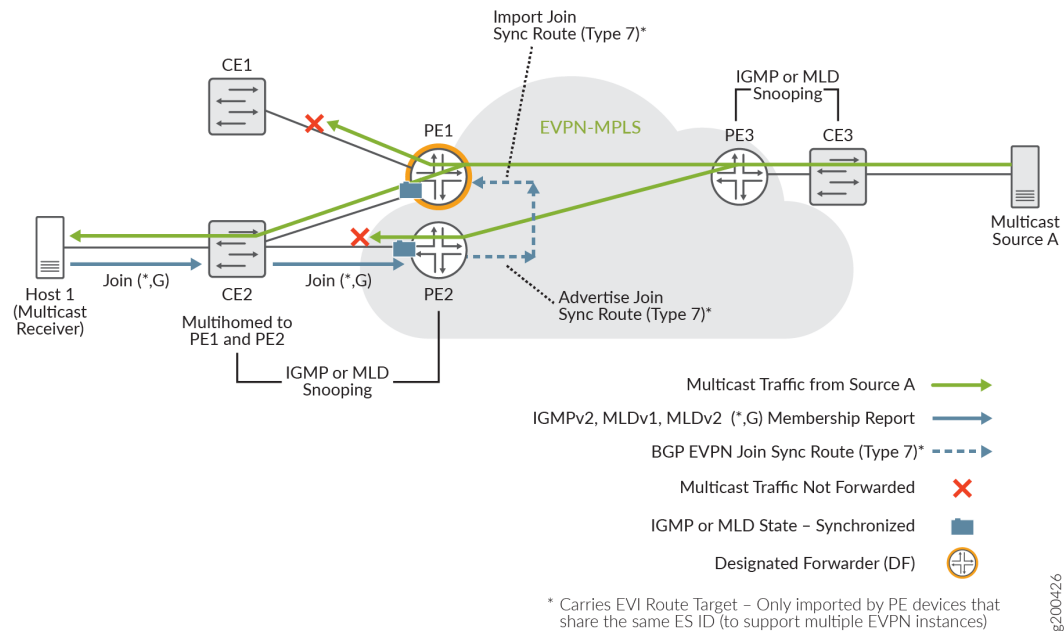 Import Join
Sync Route (Type 7)*
CE1
IGMP or MLD
Snooping
PE1
EVPN-MPLS
PE3
CE3
Multicast
Source A
Join (*,G)
Join (*,G)
Host 1
(Multicast
Receiver)
CE2
PE2
Multihomed to
PE1 and PE2
Advertise Join
Sync Route (Type 7)*
IGMP or MLD
Snooping
Multicast Traffic from Source A
IGMPv2, MLDv1, MLDv2 (*,G) Membership Report
BGP EVPN Join Sync Route (Type 7)*
Multicast Traffic Not Forwarded
IGMP or MLD State – Synchronized
Designated Forwarder (DF)
* Carries EVI Route Target – Only imported by PE devices that
share the same ES ID (to support multiple EVPN instances)
g200426